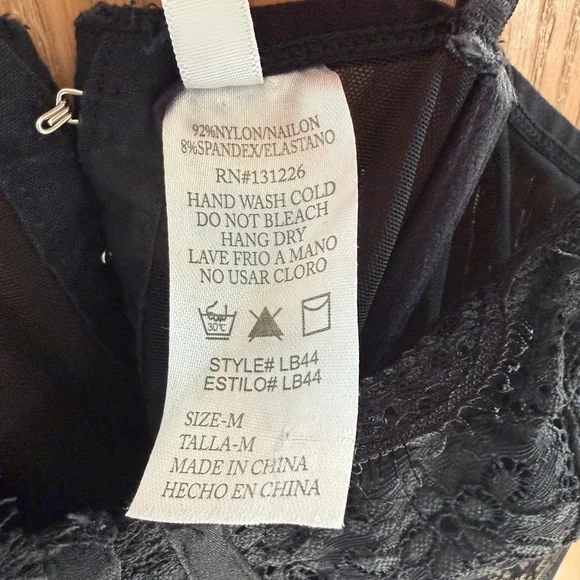 92%NYLON/NAILON
8%SPANDEX/ELASTANO
RN#131226
HAND WASH COLD
DO NOT BLEACH
HANG DRY
LAVE FRIO A MANO
NO USAR CLORO
30°C
STYLE# LB44
ESTILO# LB44
SIZE-M
TALLA-M
MADE IN CHINA
HECHO EN CHINA